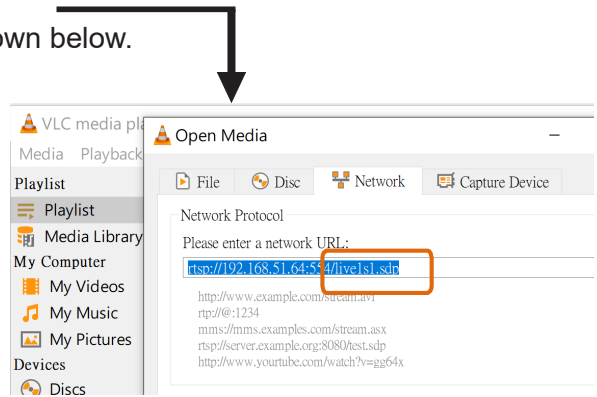 own below.
VLC media pla
Open Media
Media Playback
File Disc Network Capture Device
Playlist
Playlist
Media Library
My Computer
My Videos
My Music
My Pictures
Devices
Discs
Network Protocol
Please enter a network URL:
rtsp://192.168.51.64:554/live1s1.sdp
http://www.example.com/stream.avi
rtp://@:1234
mms://mms.examples.com/stream.asx
rtsp://server.example.org:8080/test.sdp
http://www.yourtube.com/watch?v=gg64x